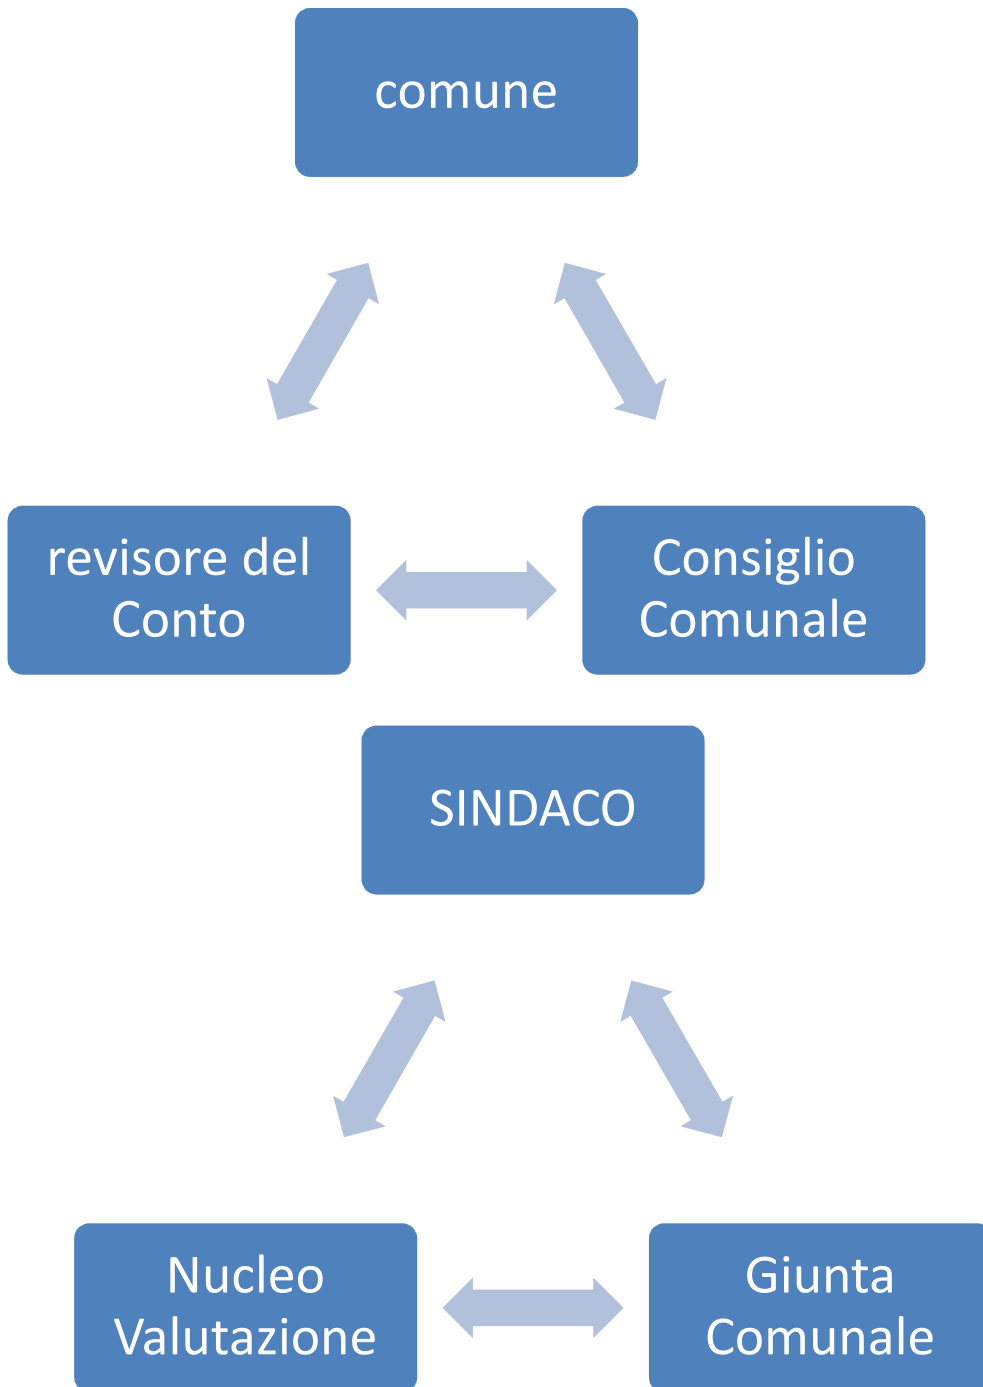 comune
revisore del
Conto
Consiglio
Comunale
SINDACO
Nucleo
Valutazione
Giunta
Comunale